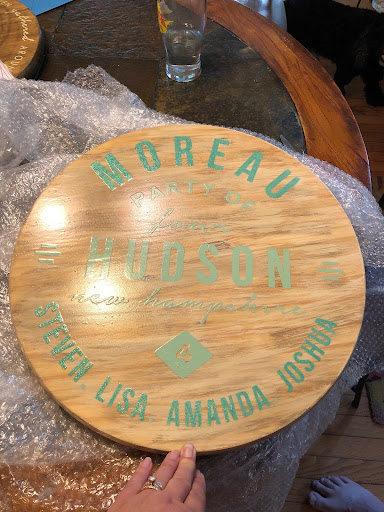 MOREAU
PARTY OF
four
HUDSON
new hampshire
4
STEVEN. LISA. AMANDA JOSHUA